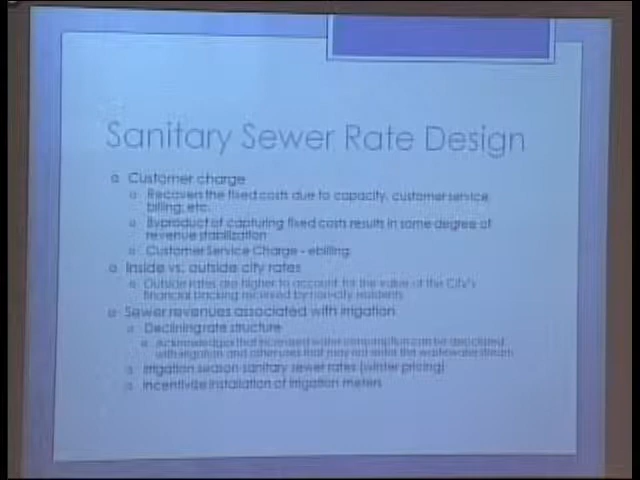 Sanitary Sewer Rate Design
Customer charge
Recovers the fixed costs due to capacity, customer service,
billing, etc.
Byproduct of capturing fixed costs results in some degree of
revenue stabilization
Customer Service Charge - ebilling
Inside vs. outside city rates
Outside rates are higher to account for the value of the City's
financial backing received by non-city residents
Sewer revenues associated with irrigation
Declining rate structure
Acknowledges that increased water consumption can be associated
with irrigation and other uses that may not enter the wastewater stream
Irrigation season sanitary sewer rates (winter pricing)
Incentivize installation of irrigation meters